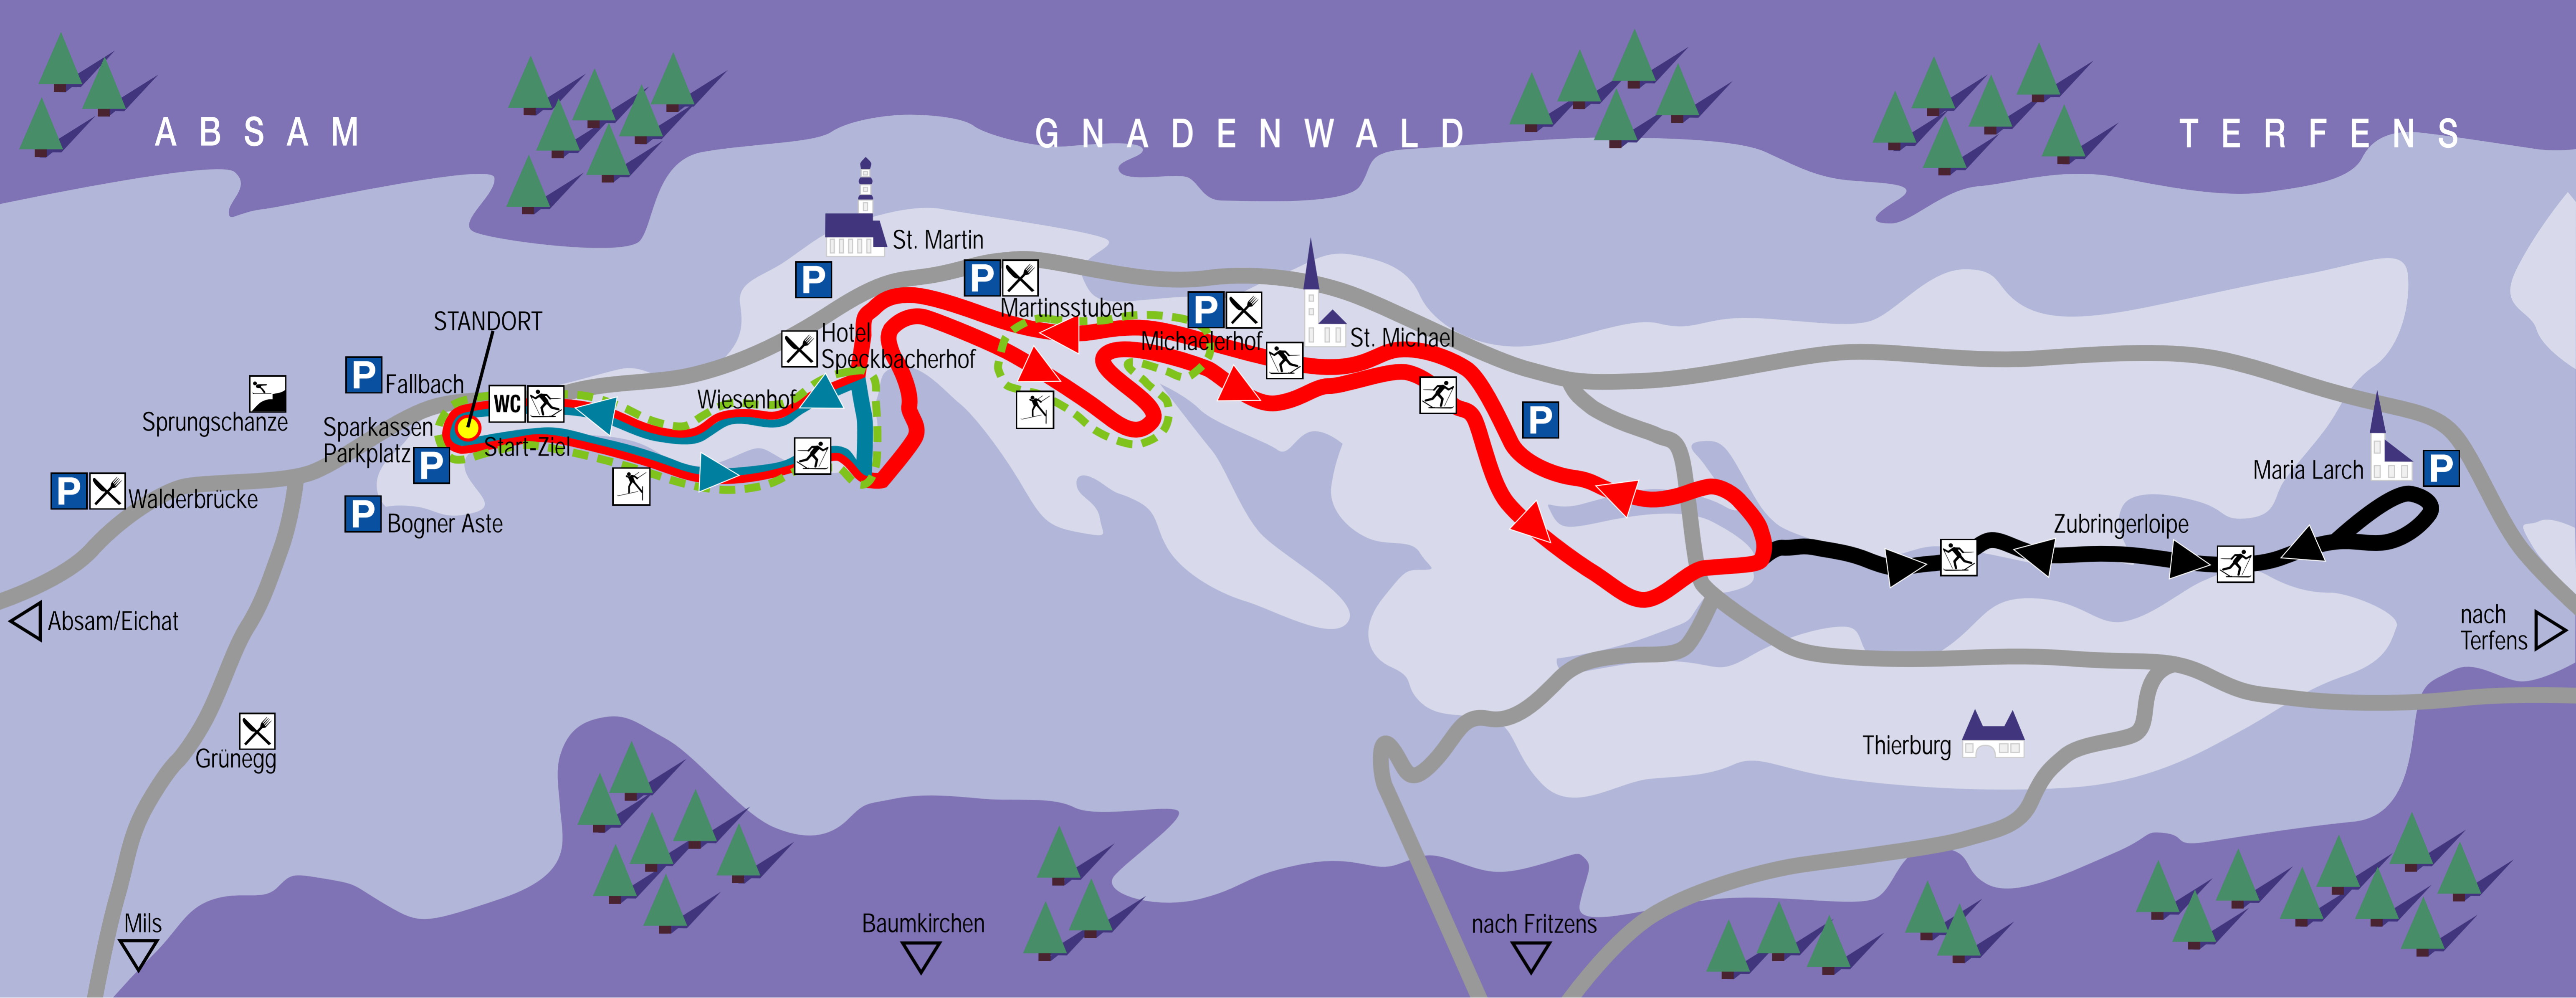 ABSAM
GNADENWALD
TERFENS
St. Martin
P
P
Martinsstuben
P
Michaelerhof
St. Michael
STANDORT
Hotel
Speckbacherhof
P
Fallbach
WC
Wiesenhof
Sprungschanze
Sparkassen
Parkplatz
P
Start-Ziel
P
Maria Larch
P
P
Walderbrücke
P
Bogner Aste
Zubringerloipe
Absam/Eichat
nach
Terfens
Grünegg
Thierburg
Mils
Baumkirchen
nach Fritzens